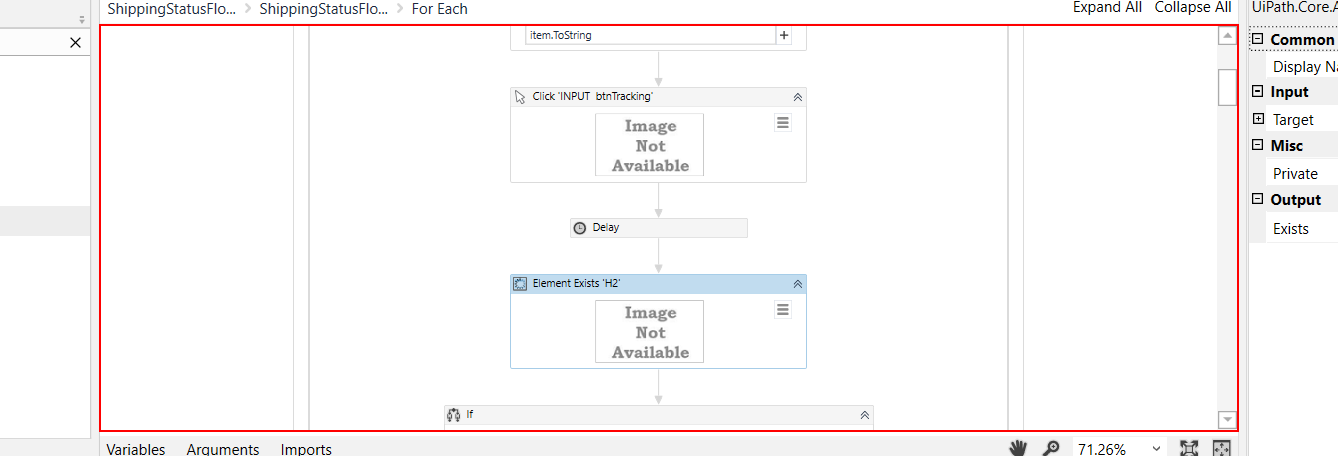 ShippingStatusFlo... > ShippingStatusFlo... > For Each
Expand All Collapse All
item.ToString
Click 'INPUT btnTracking'
Image
Not
Available
Delay
Element Exists 'H2'
Image
Not
Available
If
Variables Arguments Imports
71.26%
UiPath.Core.A
Common
Display Na
Input
Target
Misc
Private
Output
Exists